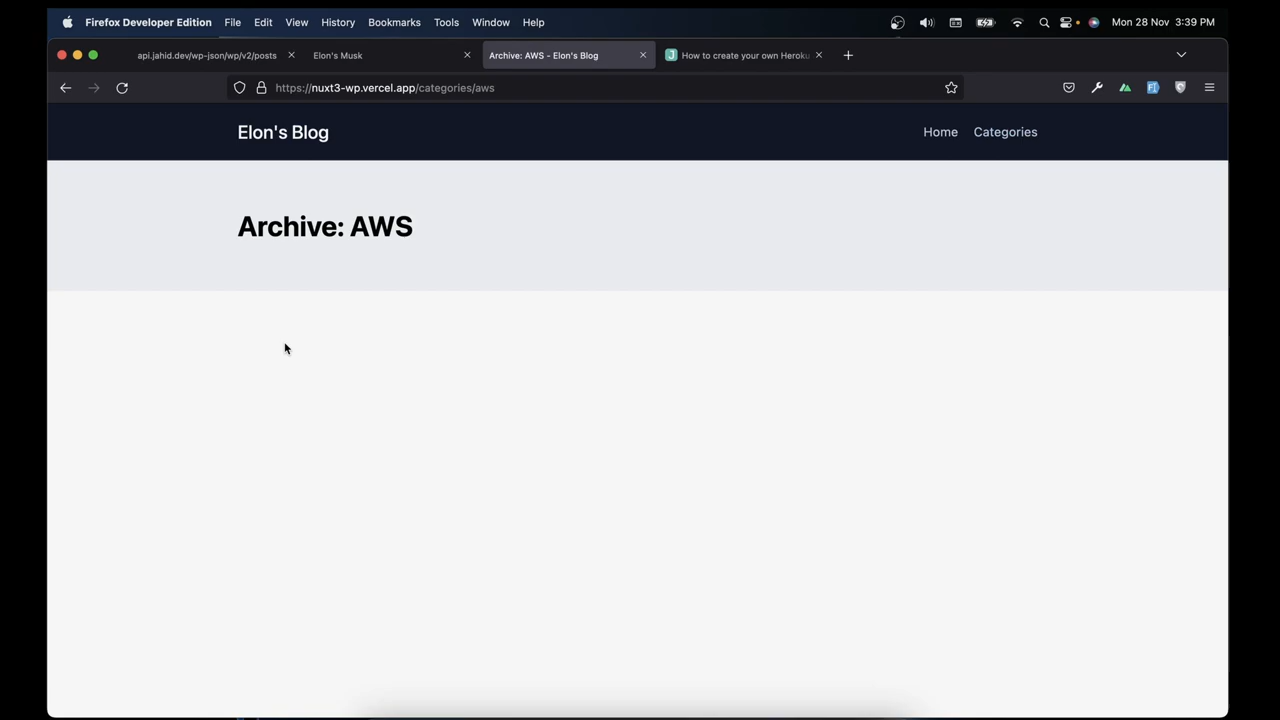 Firefox Developer Edition File Edit View History Bookmarks Tools Window Help Mon 28 Nov 3:39 PM
api.jahid.dev/wp-json/wp/v2/posts Elon's Musk Archive: AWS - Elon's Blog How to create your own Heroku
https://nuxt3-wp.vercel.app/categories/aws
Elon's Blog Home Categories
Archive: AWS